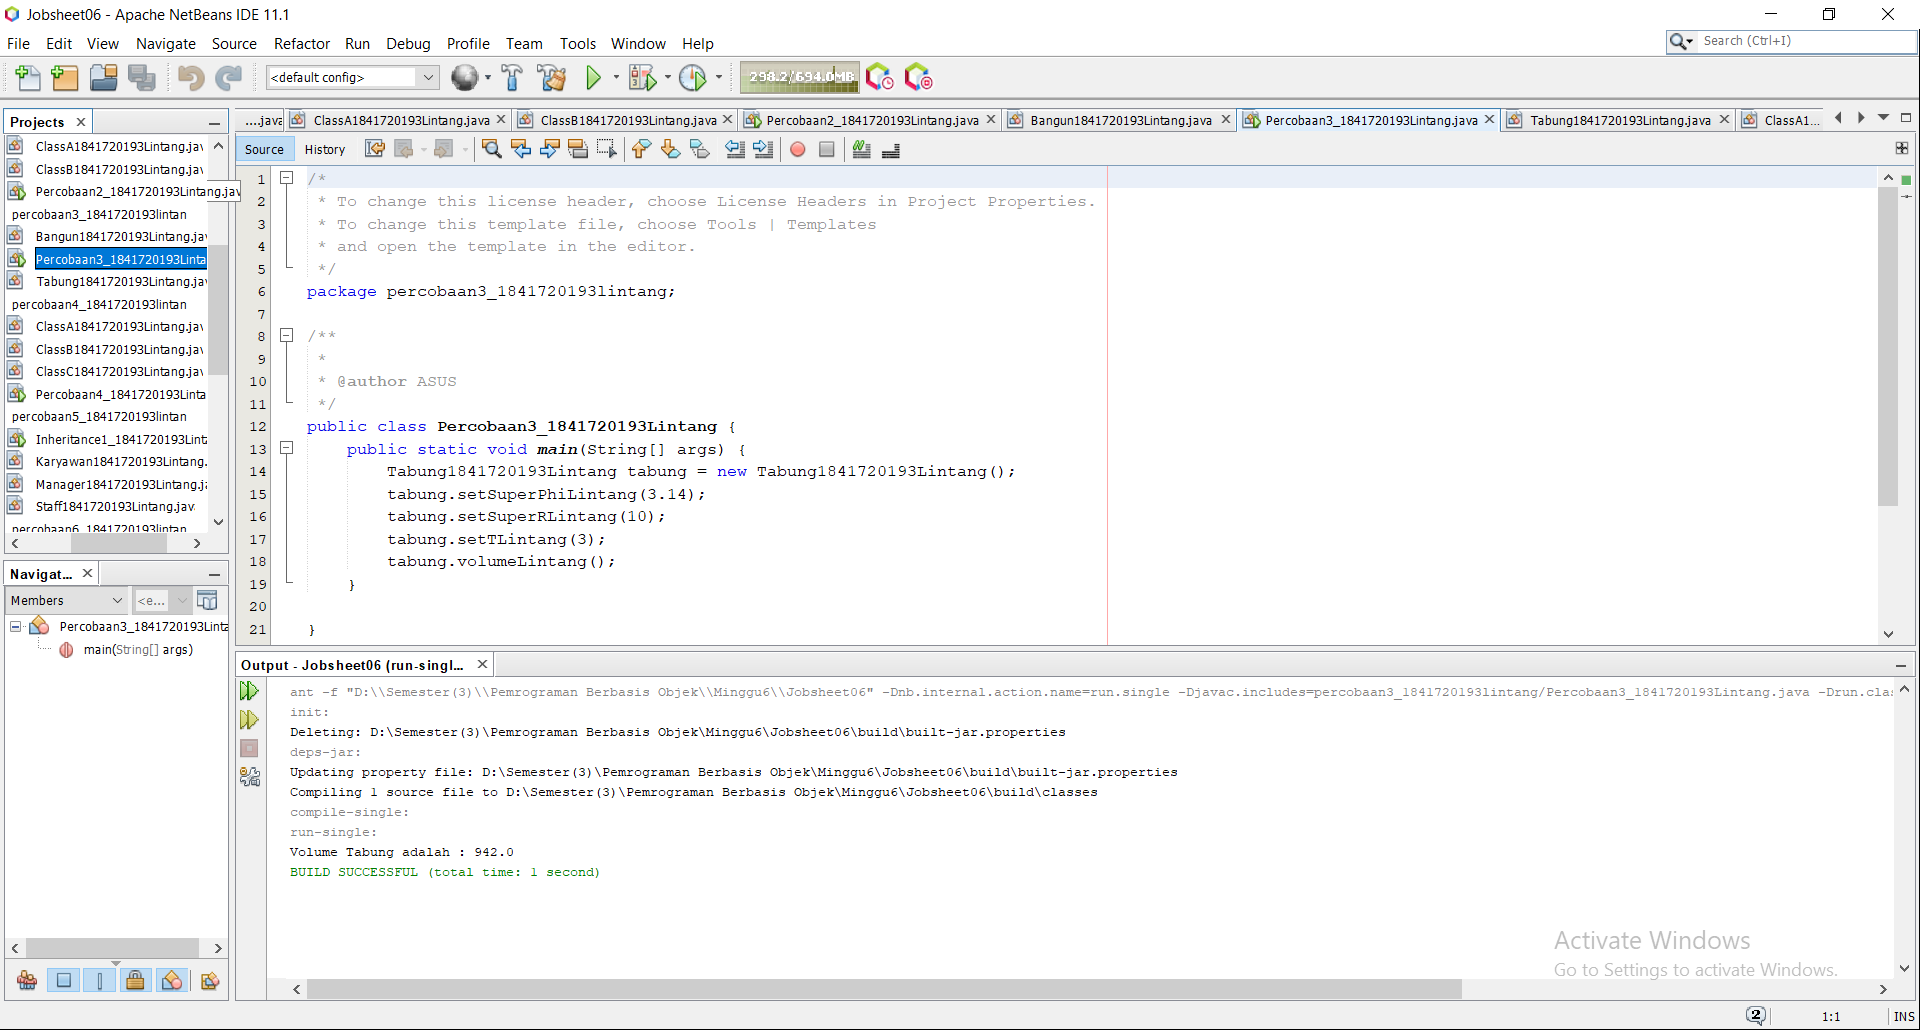 Jobsheet06 - Apache NetBeans IDE 11.1
File Edit View Navigate Source Refactor Run Debug Profile Team Tools Window Help
Search (Ctrl+I)
<default config>
298.2/694.0MB
Projects
....java
ClassA1841720193Lintang.java
ClassB1841720193Lintang.java
Percobaan2_1841720193Lintang.java
Bangun1841720193Lintang.java
Percobaan3_1841720193Lintang.java
Tabung1841720193Lintang.java
ClassA1...
ClassA1841720193Lintang.jav
ClassB1841720193Lintang.jav
Percobaan2_1841720193Lintang.jav
percobaan3_1841720193lintan
Bangun1841720193Lintang.jav
Percobaan3_1841720193Linta
Tabung1841720193Lintang.jav
percobaan4_1841720193lintan
ClassA1841720193Lintang.jav
ClassB1841720193Lintang.jav
ClassC1841720193Lintang.jav
Percobaan4_1841720193Linta
percobaan5_1841720193lintan
Inheritance1_1841720193Lint
Karyawan1841720193Lintang.
Manager1841720193Lintang.j
Staff1841720193Lintang.jav
percobaan6_1841720193lintan
Source History
1 /*
2 * To change this license header, choose License Headers in Project Properties.
3 * To change this template file, choose Tools | Templates
4 * and open the template in the editor.
5 */
6 package percobaan3_1841720193lintang;
7
8 /**
9 *
10 * @author ASUS
11 */
12 public class Percobaan3_1841720193Lintang {
13 public static void main(String[] args) {
14 Tabung1841720193Lintang tabung = new Tabung1841720193Lintang();
15 tabung.setSuperPhiLintang(3.14);
16 tabung.setSuperRLintang(10);
17 tabung.setTLintang(3);
18 tabung.volumeLintang();
19 }
20
21 }
Navigat...
Members
<e...
Percobaan3_1841720193Linta
main(String[] args)
Output - Jobsheet06 (run-singl...
ant -f "D:\\Semester(3)\\Pemrograman Berbasis Objek\\Minggu6\\Jobsheet06" -Dnb.internal.action.name=run.single -Djavac.includes=percobaan3_1841720193lintang/Percobaan3_1841720193Lintang.java -Drun.clas
init:
Deleting: D:\Semester(3)\Pemrograman Berbasis Objek\Minggu6\Jobsheet06\build\built-jar.properties
deps-jar:
Updating property file: D:\Semester(3)\Pemrograman Berbasis Objek\Minggu6\Jobsheet06\build\built-jar.properties
Compiling 1 source file to D:\Semester(3)\Pemrograman Berbasis Objek\Minggu6\Jobsheet06\build\classes
compile-single:
run-single:
Volume Tabung adalah : 942.0
BUILD SUCCESSFUL (total time: 1 second)
Activate Windows
Go to Settings to activate Windows.
2
1:1
INS